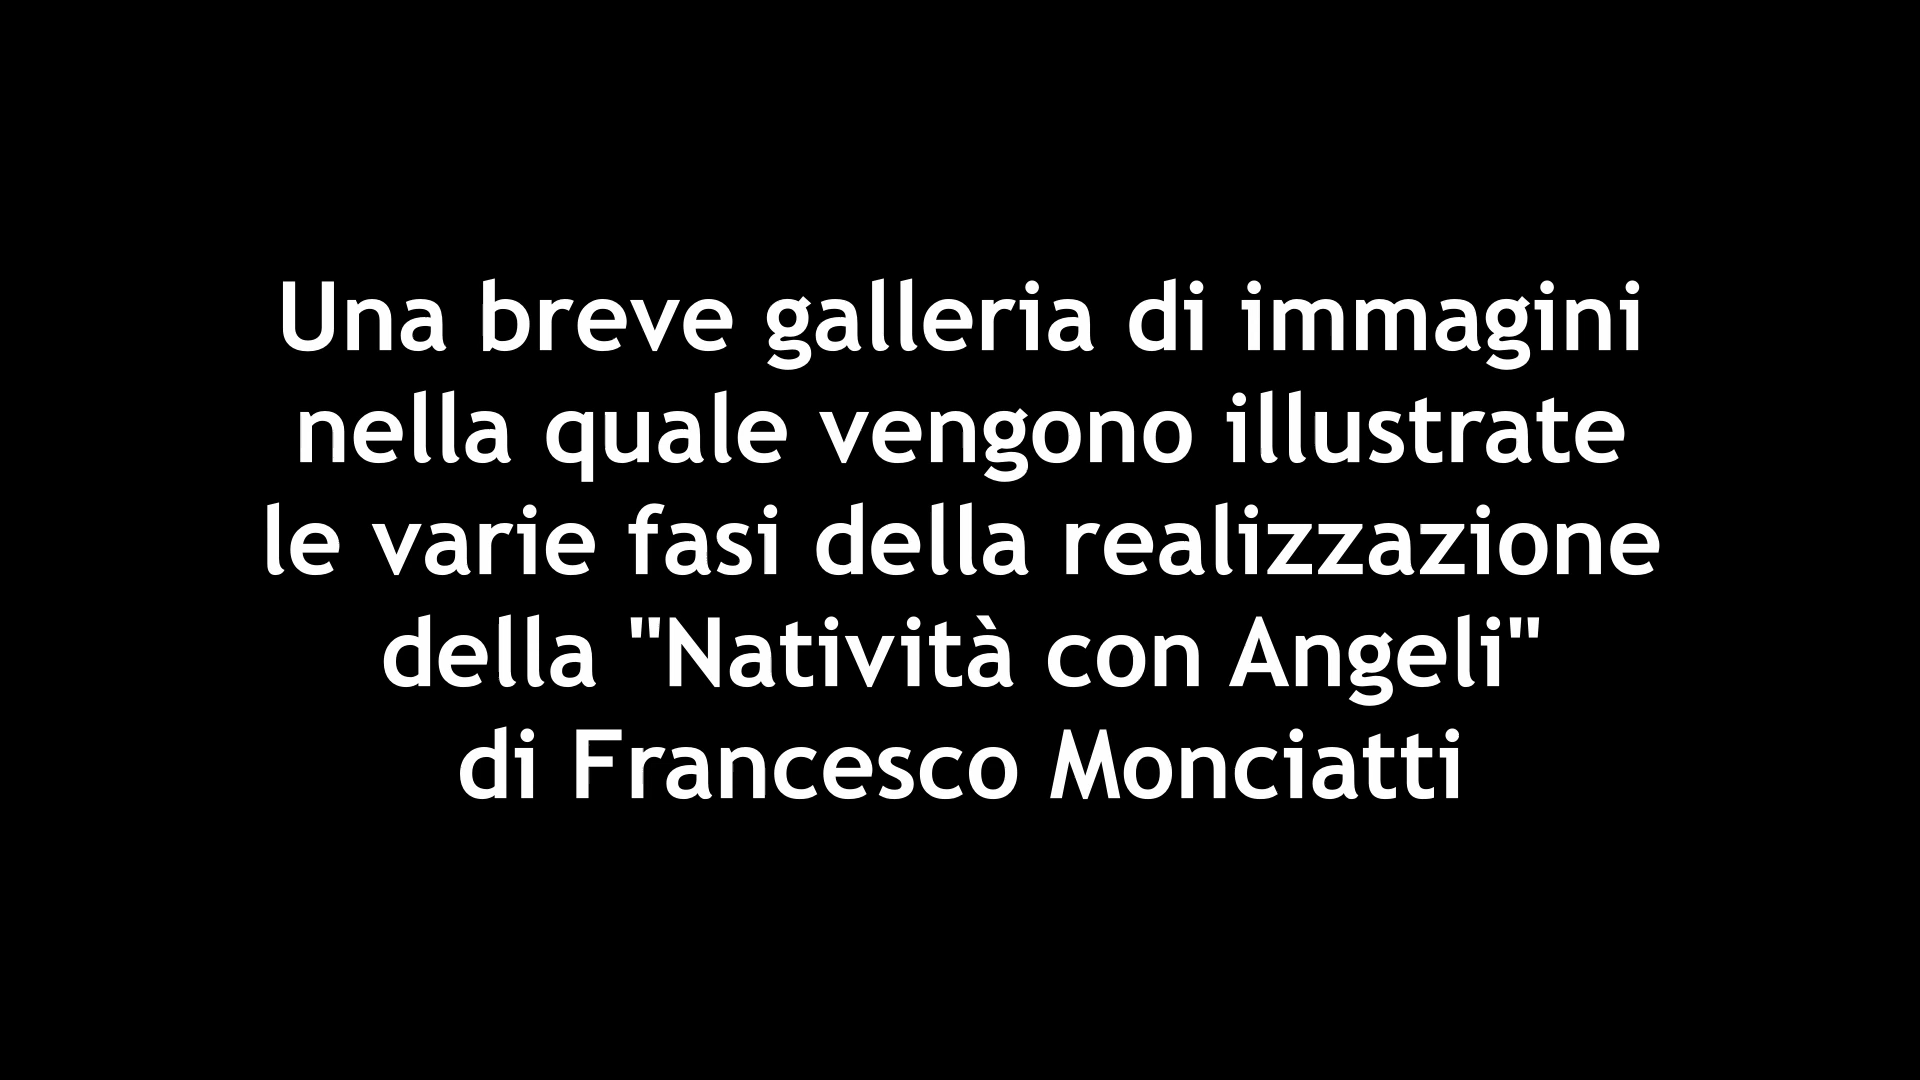 Una breve galleria di immagini
nella quale vengono illustrate
le varie fasi della realizzazione
della "Natività con Angeli"
di Francesco Monciatti